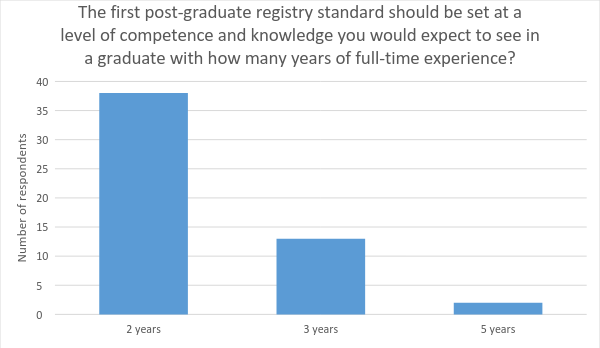 The first post-graduate registry standard should be set at a
level of competence and knowledge you would expect to see in
a graduate with how many years of full-time experience?
40
35
30
25
20
15
10
5
0
Number of respondents
2 years
3 years
5 years